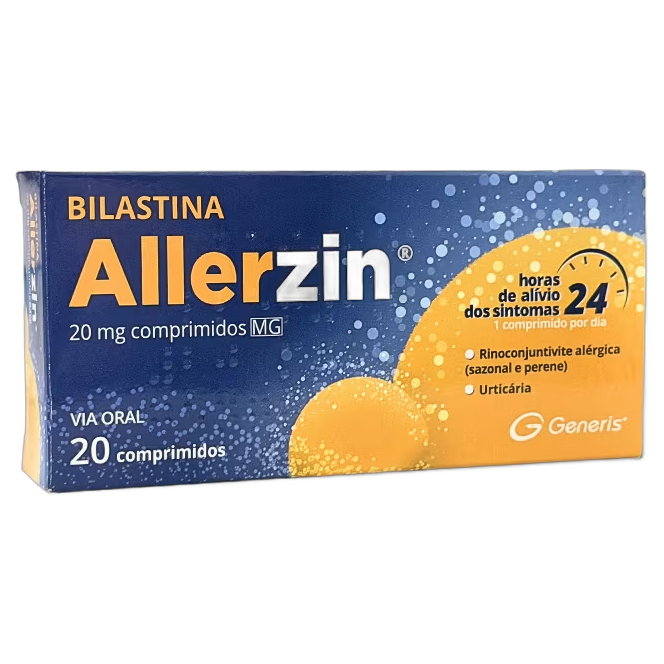 BILASTINA
Allerzin®
20 mg comprimidos MG
VIA ORAL
20 comprimidos
horas
de alívio
dos sintomas 24
1 comprimido por dia
Rinoconjuntivite alérgica
(sazonal e perene)
Urticária
G Generis®
Allerzin